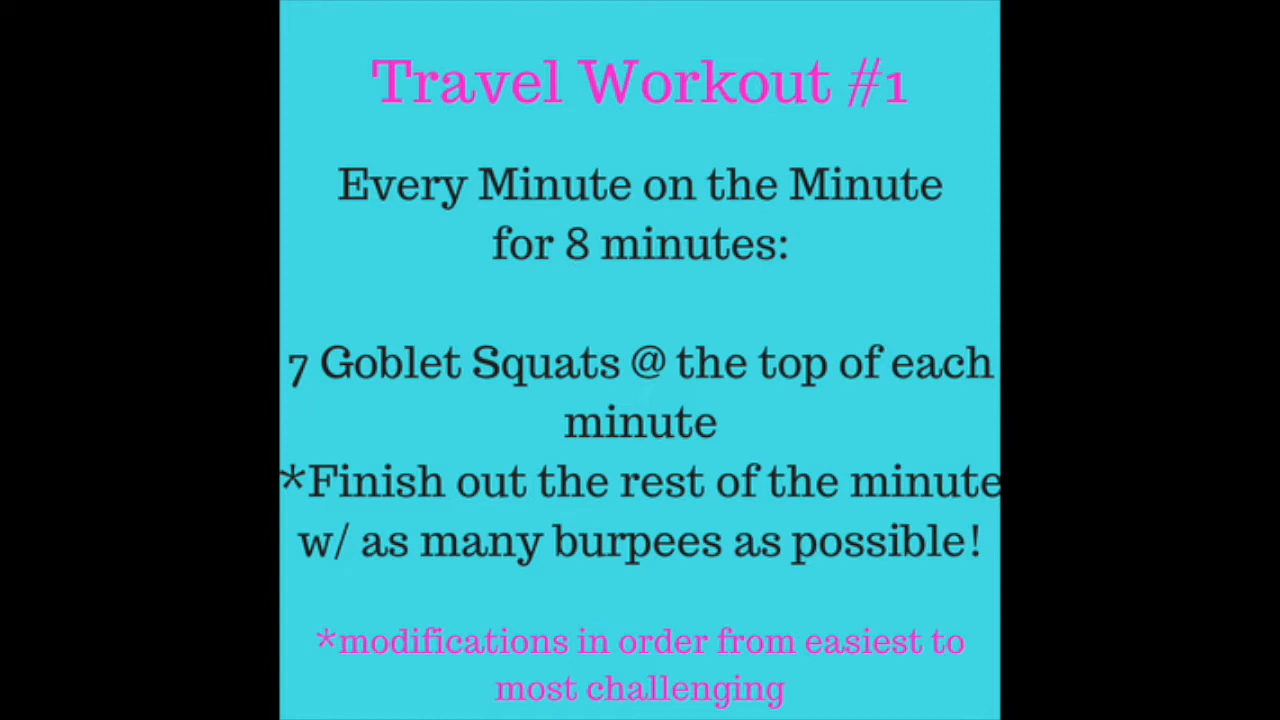 Travel Workout #1
Every Minute on the Minute
for 8 minutes:
7 Goblet Squats @ the top of each
minute
*Finish out the rest of the minute
w/ as many burpees as possible!
*modifications in order from easiest to
most challenging